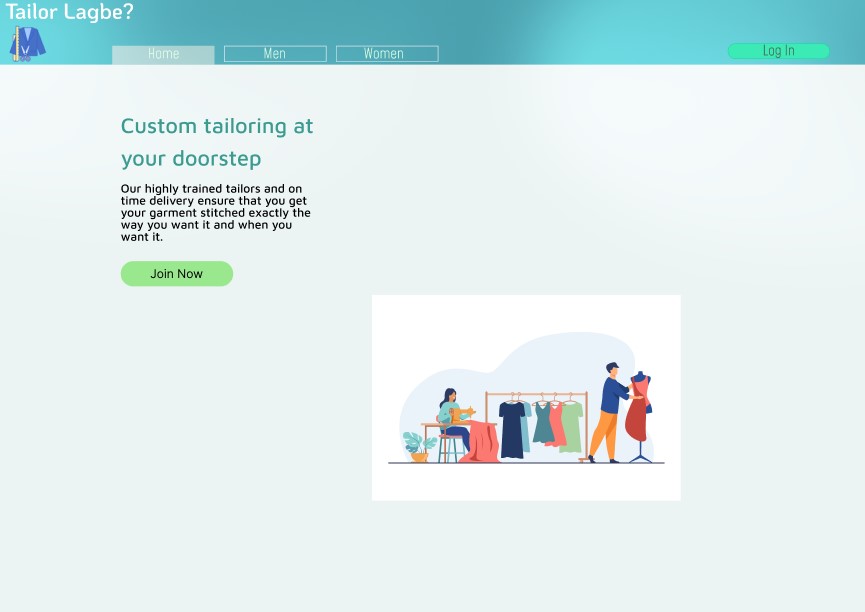 Tailor Lagbe?
Home Men Women Log In
Custom tailoring at
your doorstep
Our highly trained tailors and on
time delivery ensure that you get
your garment stitched exactly the
way you want it and when you
want it.
Join Now